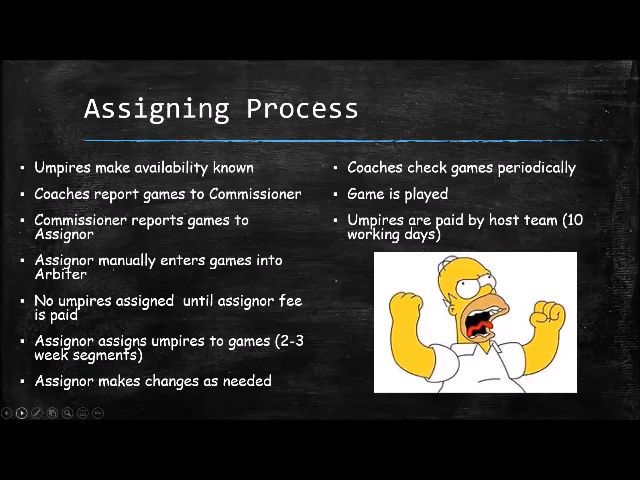 Assigning Process
▪ Umpires make availability known
▪ Coaches report games to Commissioner
▪ Commissioner reports games to
Assignor
▪ Assignor manually enters games into
Arbiter
▪ No umpires assigned until assignor fee
is paid
▪ Assignor assigns umpires to games (2-3
week segments)
▪ Assignor makes changes as needed
▪ Coaches check games periodically
▪ Game is played
▪ Umpires are paid by host team (10
working days)